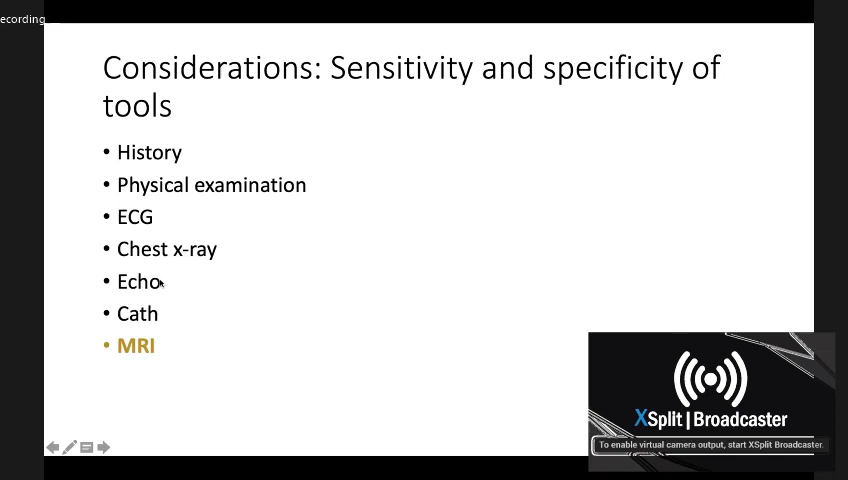 ecording
Considerations: Sensitivity and specificity of
tools
• History
• Physical examination
• ECG
• Chest x-ray
• Echo
• Cath
• MRI
XSplit | Broadcaster
To enable virtual camera output, start XSplit Broadcaster.